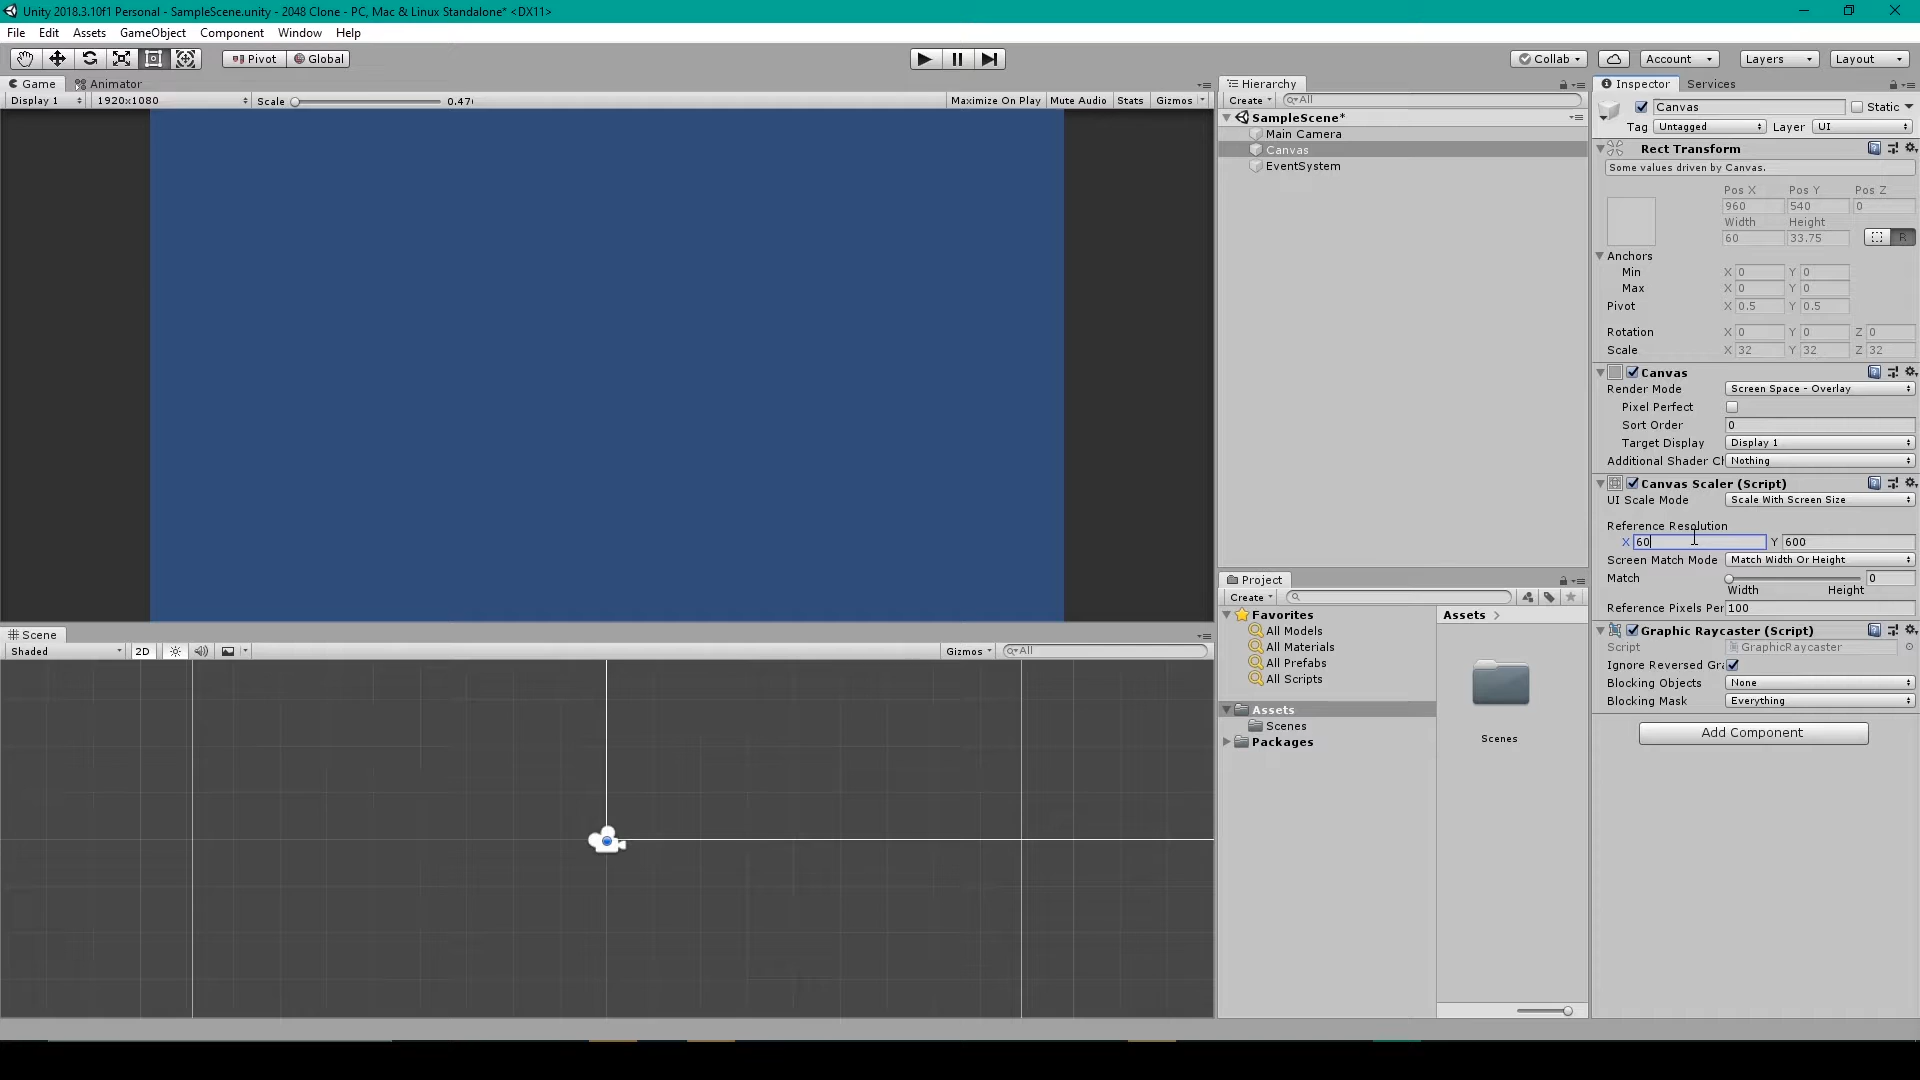 Unity 2018.3.10f1 Personal - SampleScene.unity - 2048 Clone - PC, Mac & Linux Standalone* <DX11>
File Edit Assets GameObject Component Window Help
Pivot Global Collab Account Layers Layout
Game Animator
Display 1 1920x1080 Scale 0.47 Maximize On Play Mute Audio Stats Gizmos
Hierarchy
Create All
SampleScene*
Main Camera
Canvas
EventSystem
Scene
Shaded 2D Gizmos All
Project
Create
Favorites
All Models
All Materials
All Prefabs
All Scripts
Assets
Scenes
Packages
Assets
Scenes
Inspector Services
Canvas Static
Tag Untagged Layer UI
Rect Transform
Some values driven by Canvas.
Pos X Pos Y Pos Z
960 540 0
Width Height
60 33.75 R
Anchors
Min X 0 Y 0
Max X 0 Y 0
Pivot X 0.5 Y 0.5
Rotation X 0 Y 0 Z 0
Scale X 32 Y 32 Z 32
Canvas
Render Mode Screen Space - Overlay
Pixel Perfect
Sort Order 0
Target Display Display 1
Additional Shader Cl Nothing
Canvas Scaler (Script)
UI Scale Mode Scale With Screen Size
Reference Resolution
X 60 Y 600
Screen Match Mode Match Width Or Height
Match 0
Width Height
Reference Pixels Per 100
Graphic Raycaster (Script)
Script GraphicRaycaster
Ignore Reversed Gra
Blocking Objects None
Blocking Mask Everything
Add Component